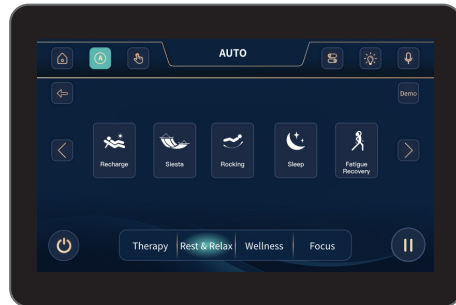 A
AUTO
Demo
Recharge
Siesta
Rocking
Sleep
Fatigue
Recovery
Therapy
Rest & Relax
Wellness
Focus